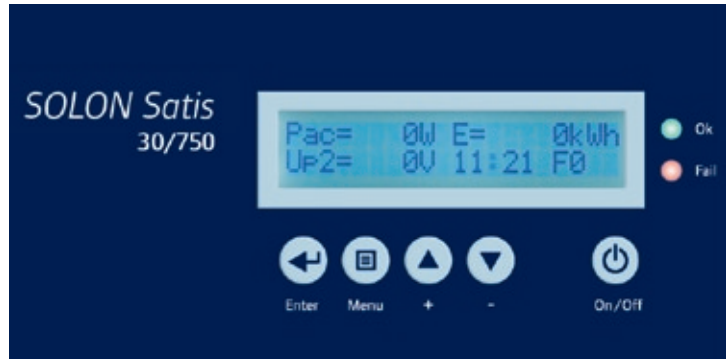 SOLON Satis
30/750
Pac= 0W E= 0kWh
Up2= 0V 11:21 F0
Ok
Fail
Enter
Menu
+
-
On/Off